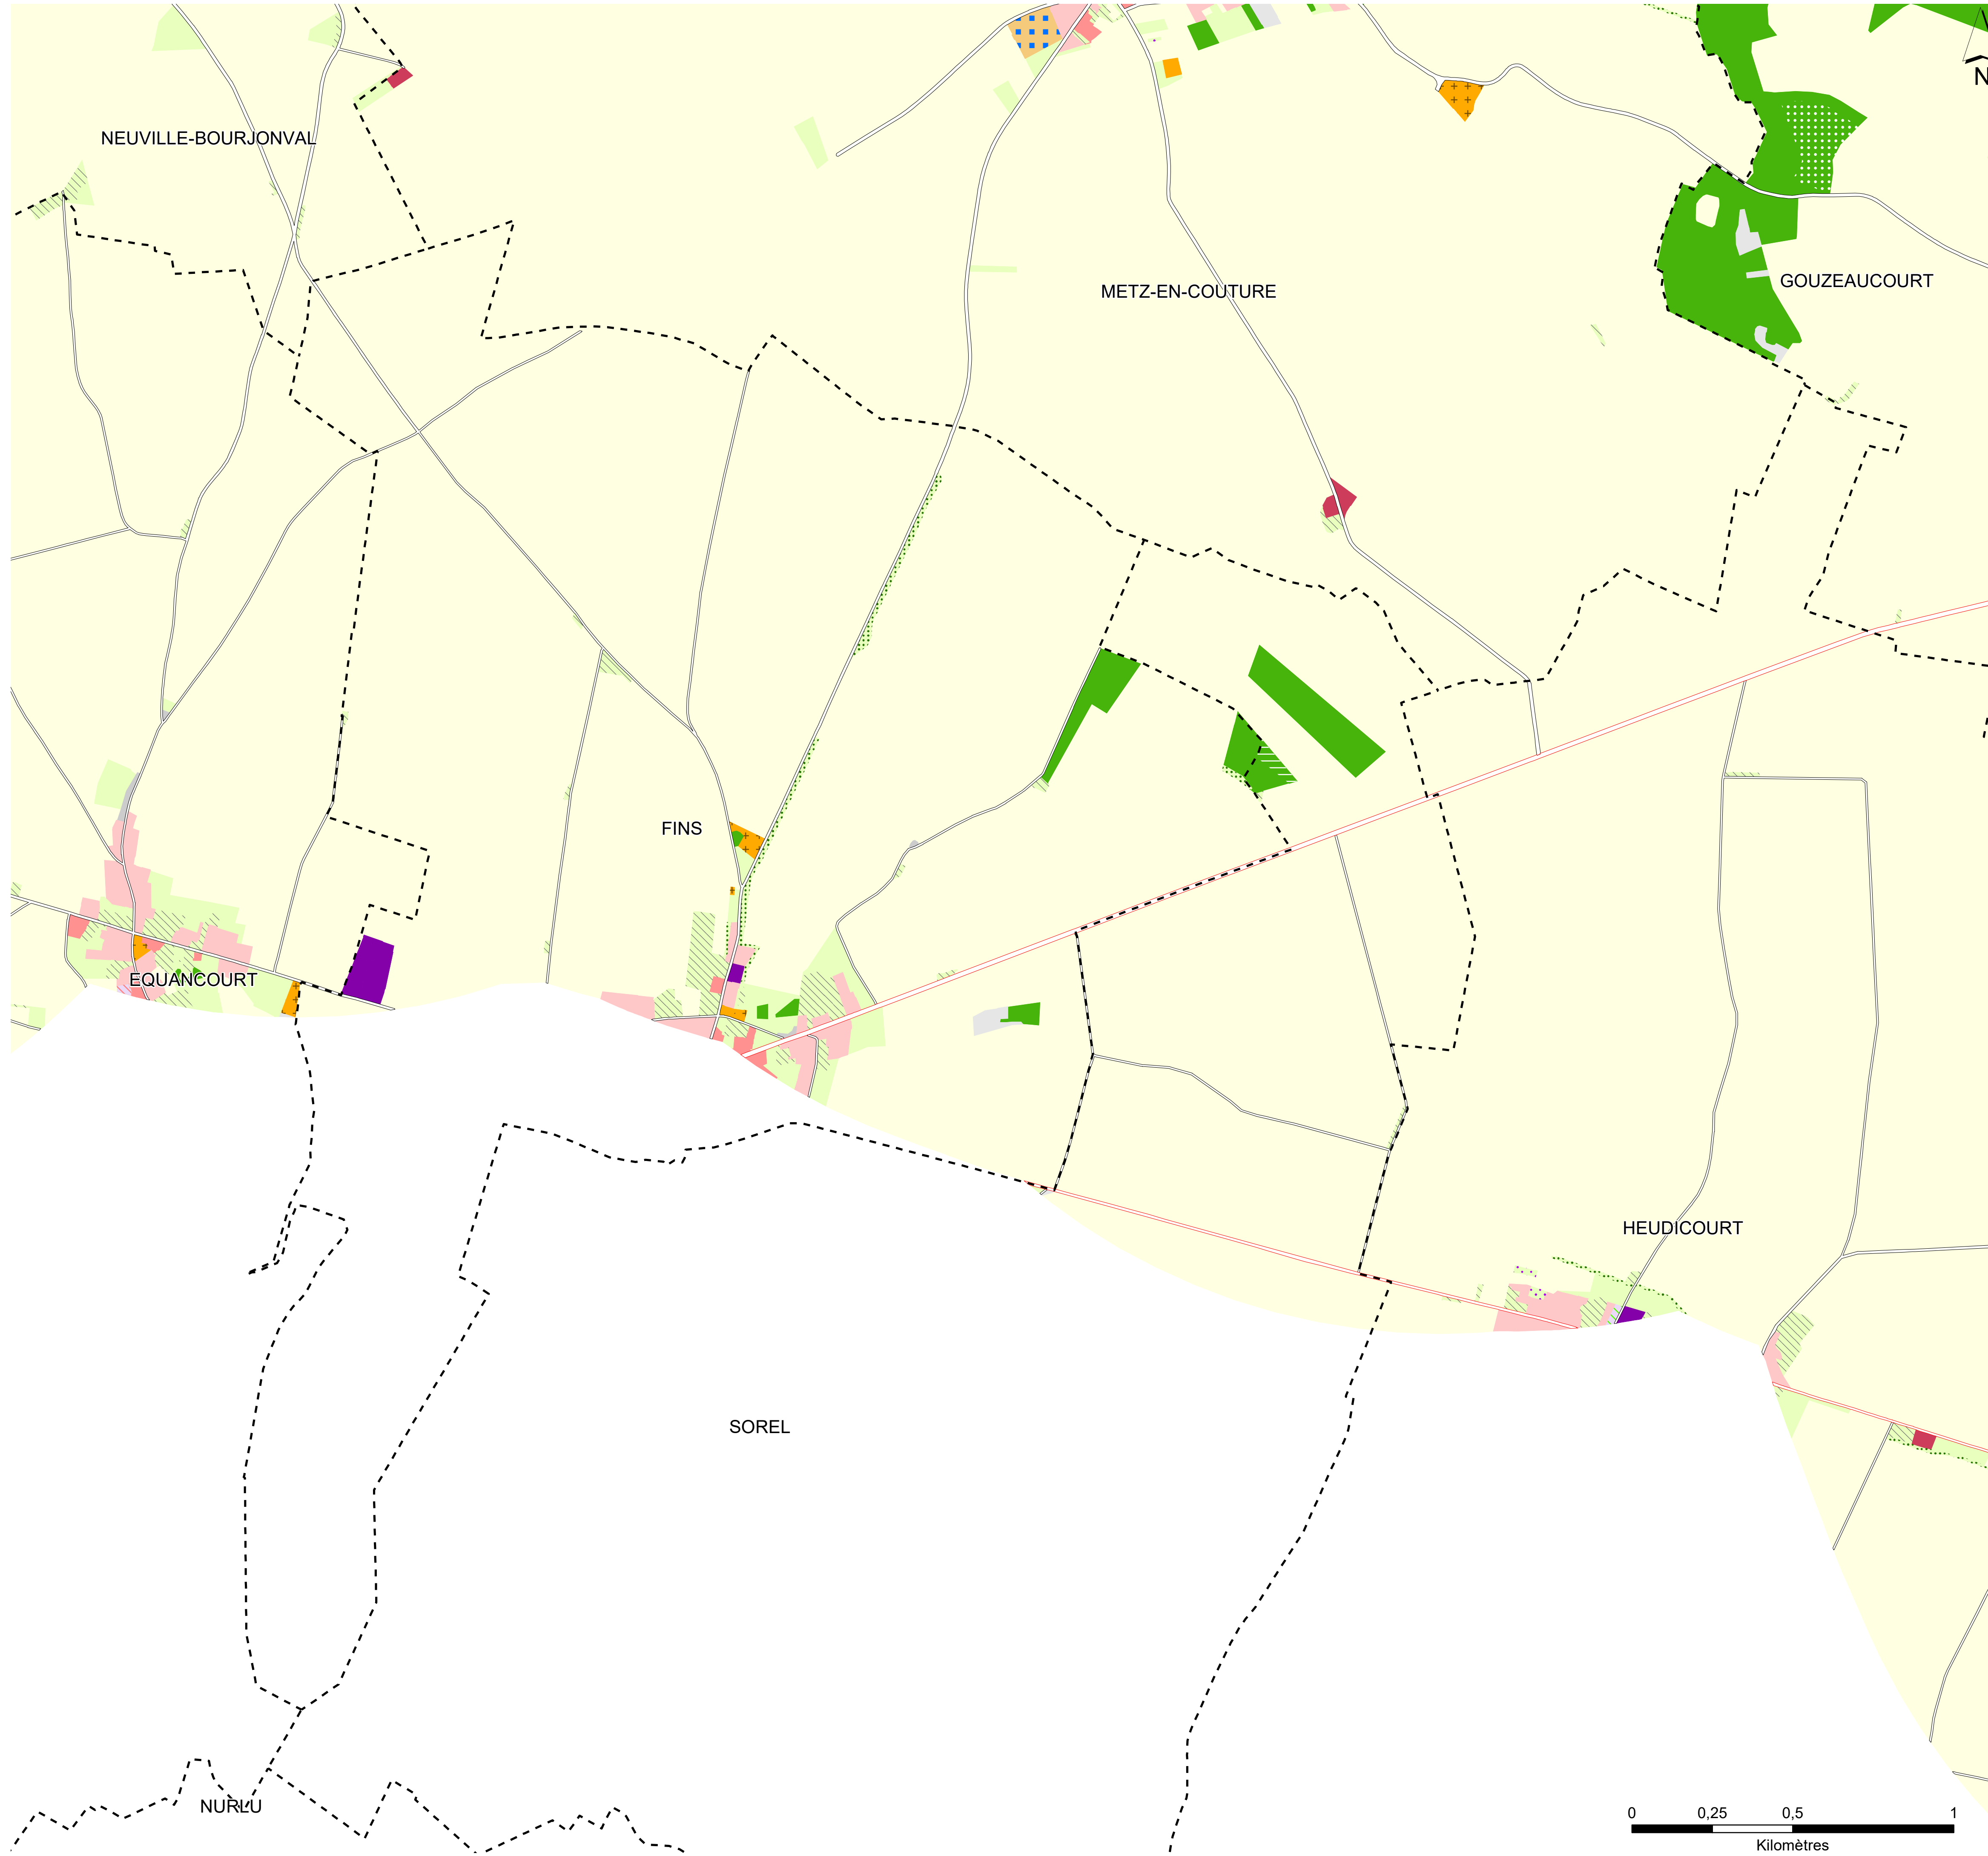 N
NEUVILLE-BOURJONVAL
GOUZEAUCOURT
METZ-EN-COUTURE
FINS
EQUANCOURT
HEUDICOURT
SOREL
NURLU
0 0,25 0,5 1
Kilomètres